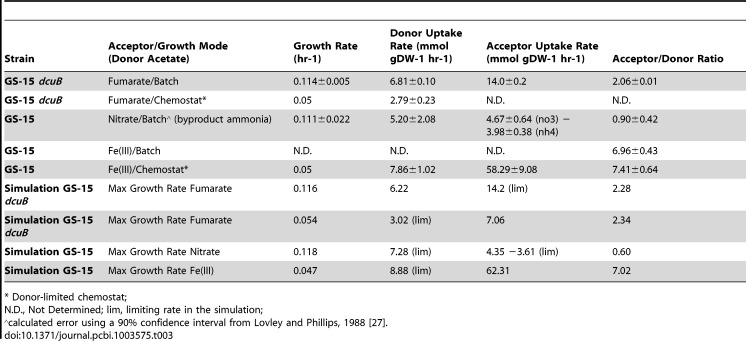 Strain	Acceptor/Growth Mode (Donor Acetate)	Growth Rate (hr-1)	Donor Uptake Rate (mmol gDW-1 hr-1)	Acceptor Uptake Rate (mmol gDW-1 hr-1)	Acceptor/Donor Ratio
GS-15 dcuB	Fumarate/Batch	0.114±0.005	6.81±0.10	14.0±0.2	2.06±0.01
GS-15 dcuB	Fumarate/Chemostat*	0.05	2.79±0.23	N.D.	N.D.
GS-15	Nitrate/Batch^ (byproduct ammonia)	0.111±0.022	5.20±2.08	4.67±0.64 (no3) − 3.98±0.38 (nh4)	0.90±0.42
GS-15	Fe(III)/Batch	N.D.	N.D.	N.D.	6.96±0.43
GS-15	Fe(III)/Chemostat*	0.05	7.86±1.02	58.29±9.08	7.41±0.64
Simulation GS-15 dcuB	Max Growth Rate Fumarate	0.116	6.22	14.2 (lim)	2.28
Simulation GS-15 dcuB	Max Growth Rate Fumarate	0.054	3.02 (lim)	7.06	2.34
Simulation GS-15	Max Growth Rate Nitrate	0.118	7.28 (lim)	4.35 −3.61 (lim)	0.60
Simulation GS-15	Max Growth Rate Fe(III)	0.047	8.88 (lim)	62.31	7.02
* Donor-limited chemostat;
N.D., Not Determined; lim, limiting rate in the simulation;
^calculated error using a 90% confidence interval from Lovley and Phillips, 1988 [27].
doi:10.1371/journal.pcbi.1003575.t003